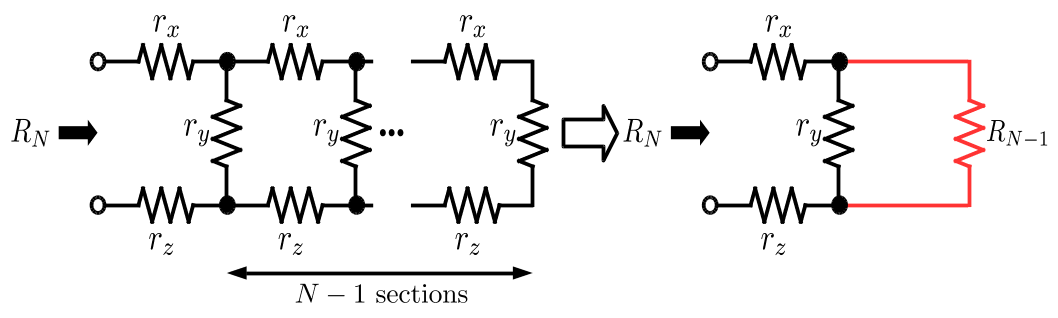 r_x r_x r_x r_x
R_N r_y r_y ... r_y R_N r_y R_{N-1}
r_z r_z r_z r_z
N − 1 sections